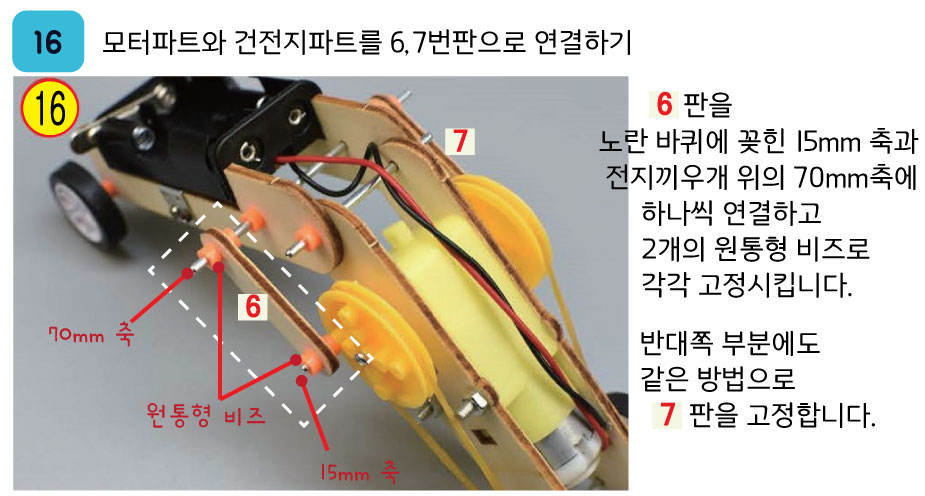 16 모터파트와 건전지파트를 6,7번판으로 연결하기
16
7
6
70mm 축
원통형 비즈
15mm 축
6 판을
노란 바퀴에 꽂힌 15mm 축과
전지끼우개 위의 70mm축에
하나씩 연결하고
2개의 원통형 비즈로
각각 고정시킵니다.
반대쪽 부분에도
같은 방법으로
7 판을 고정합니다.